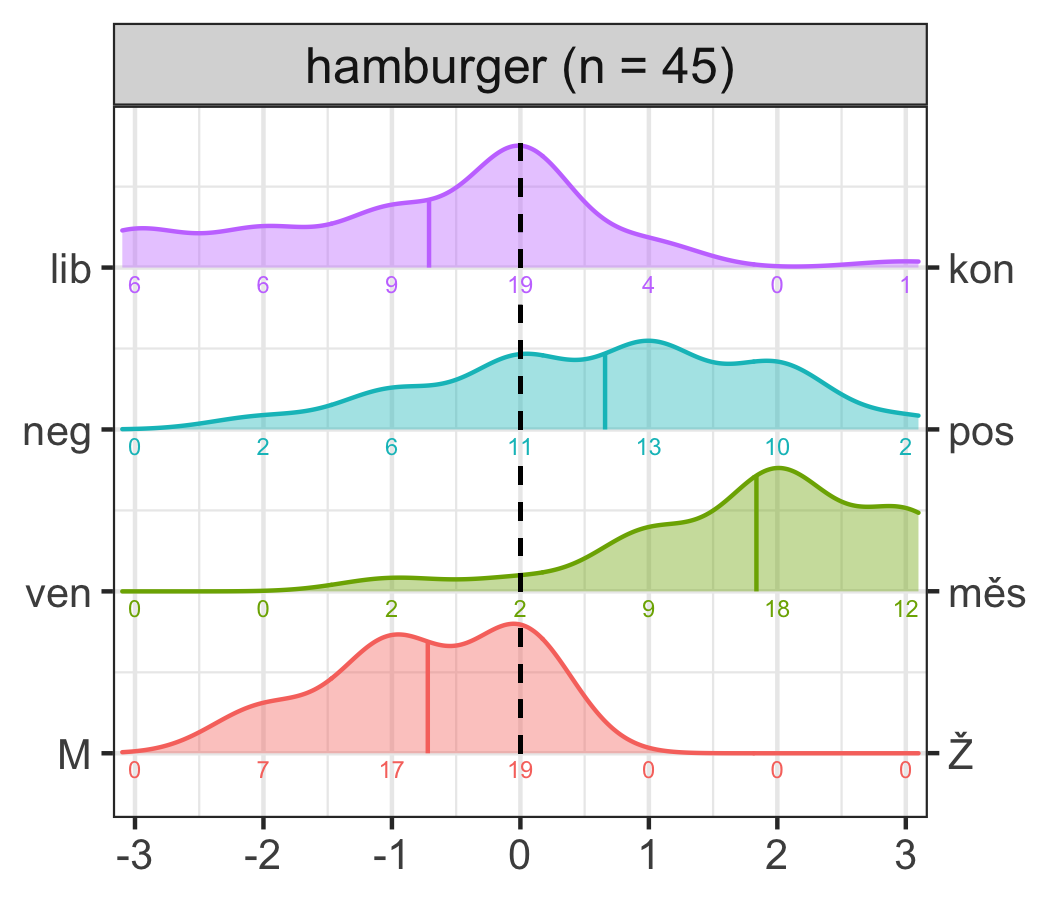 hamburger (n = 45)
lib kon
6 6 9 19 4 0 1
neg pos
0 2 6 11 13 10 2
ven měs
0 0 2 2 9 18 12
M Ž
0 7 17 19 0 0 0
-3 -2 -1 0 1 2 3